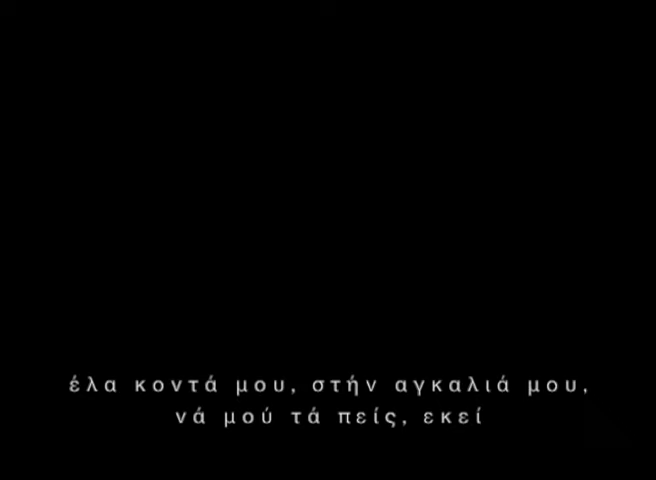 έλα κοντά μου, στήν αγκαλιά μου,
νά μού τά πείς, εκεί